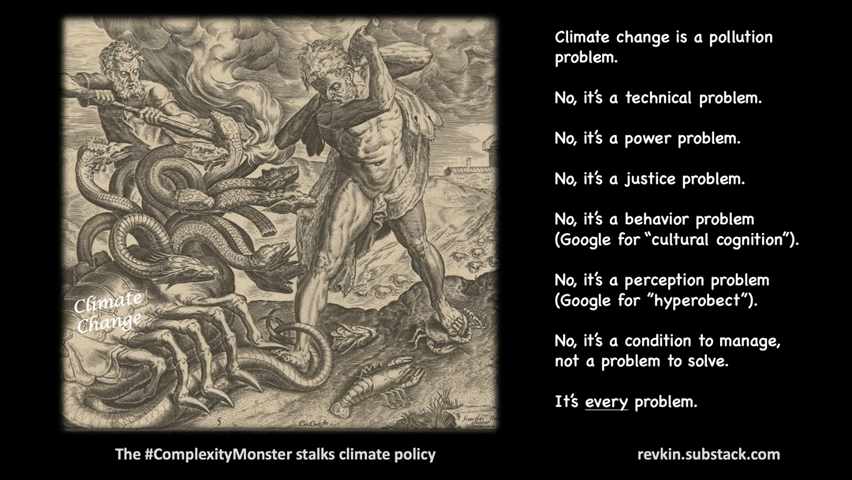 Climate change is a pollution
problem.
No, it's a technical problem.
No, it's a power problem.
No, it's a justice problem.
No, it's a behavior problem
(Google for "cultural cognition").
No, it's a perception problem
(Google for "hyperobect").
No, it's a condition to manage,
not a problem to solve.
It's every problem.
Climate
Change
5
The #ComplexityMonster stalks climate policy
revkin.substack.com